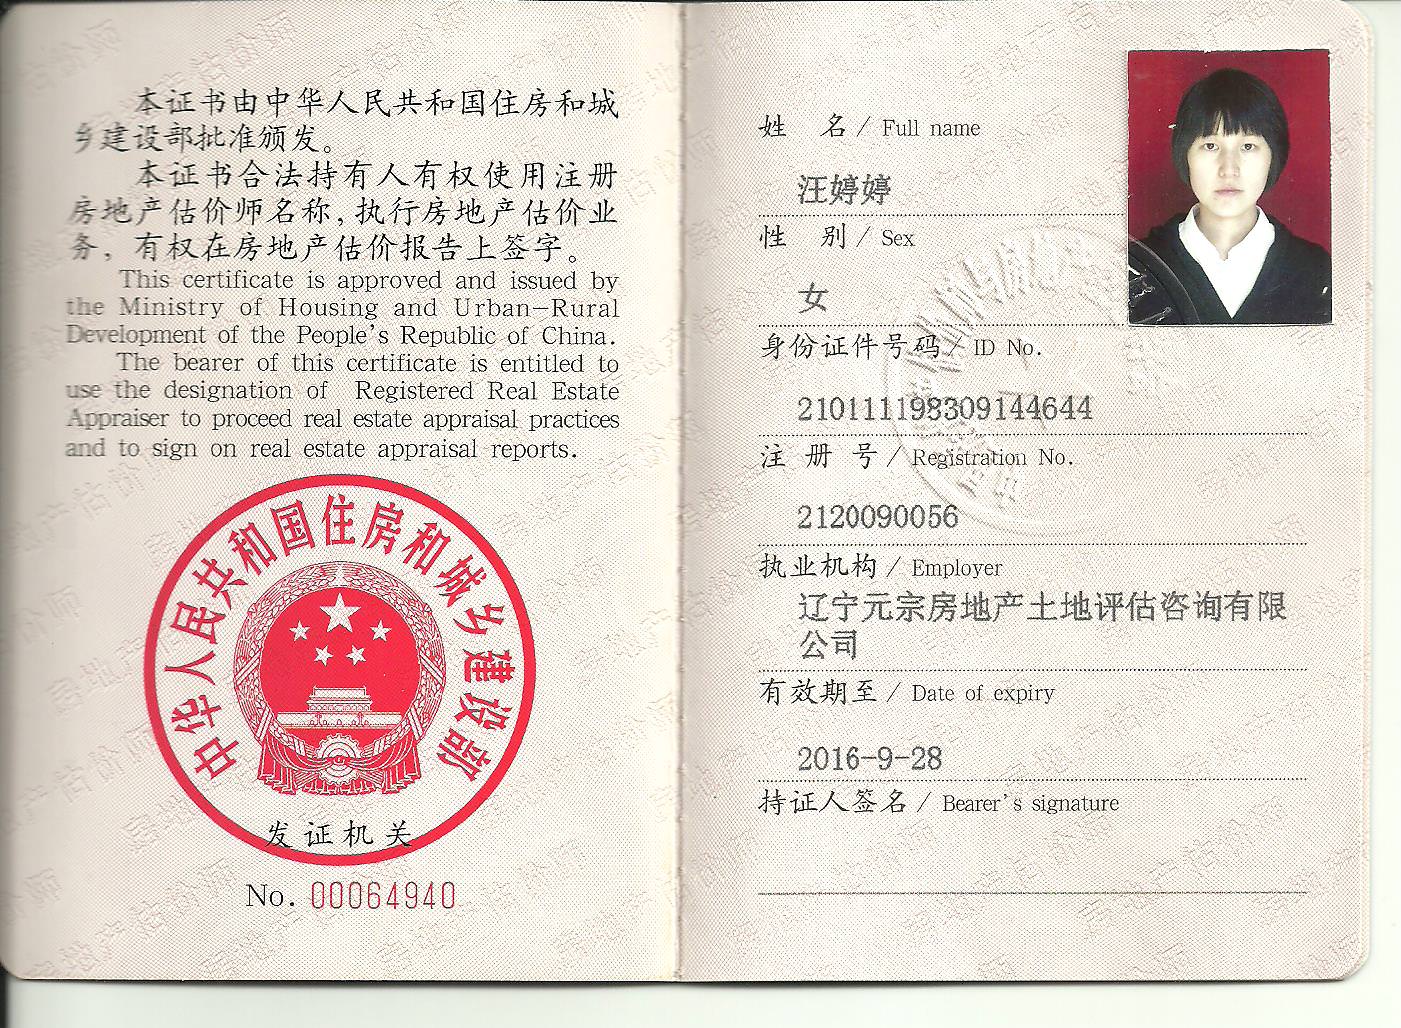 本证书由中华人民共和国住房和城
乡建设部批准颁发。
本证书合法持有人有权使用注册
房地产估价师名称,执行房地产估价业
务,有权在房地产估价报告上签字。
This certificate is approved and issued by
the Ministry of Housing and Urban-Rural
Development of the People's Republic of China.
The bearer of this certificate is entitled to
use the designation of Registered Real Estate
Appraiser to proceed real estate appraisal practices
and to sign on real estate appraisal reports.
中华人民共和国住房和城乡建设部
发证机关
No. 00064940
姓 名 / Full name
汪婷婷
性 别 / Sex
女
身份证件号码 / ID No.
210111198309144644
注 册 号 / Registration No.
2120090056
执业机构 / Employer
辽宁元宗房地产土地评估咨询有限
公司
有效期至 / Date of expiry
2016-9-28
持证人签名 / Bearer's signature